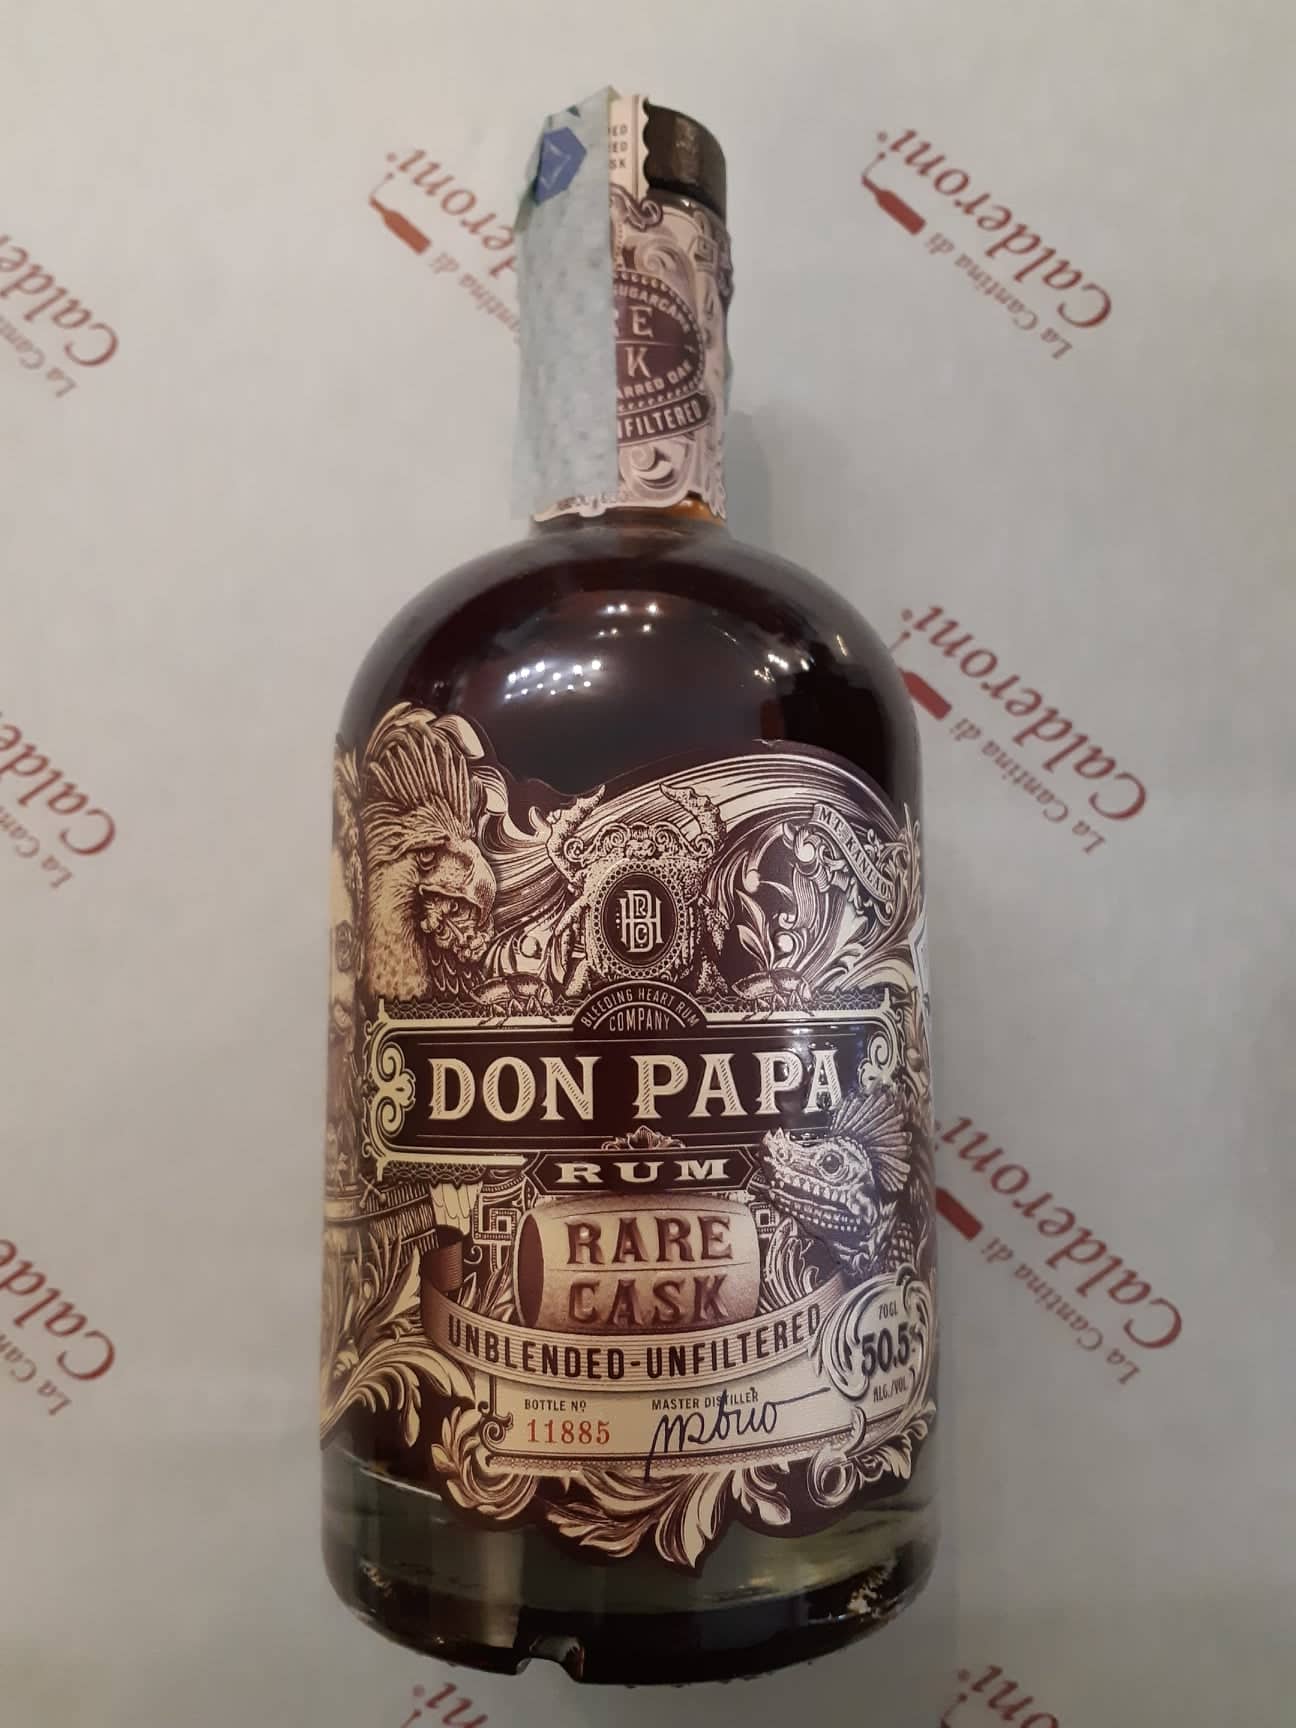 SUGARCANE
UNFILTERED
MT. KANLAON
BRHC
BLEEDING HEART RUM
COMPANY
DON PAPA
RUM
RARE
CASK
UNBLENDED-UNFILTERED
70CL
50.5%
ALC./VOL.
BOTTLE Nº
11885
MASTER DISTILLER
La Cantina di
Calderoni®
La Cantina di
Calderoni®
La Cantina di
Calderoni®
La Cantina di
Calderoni®